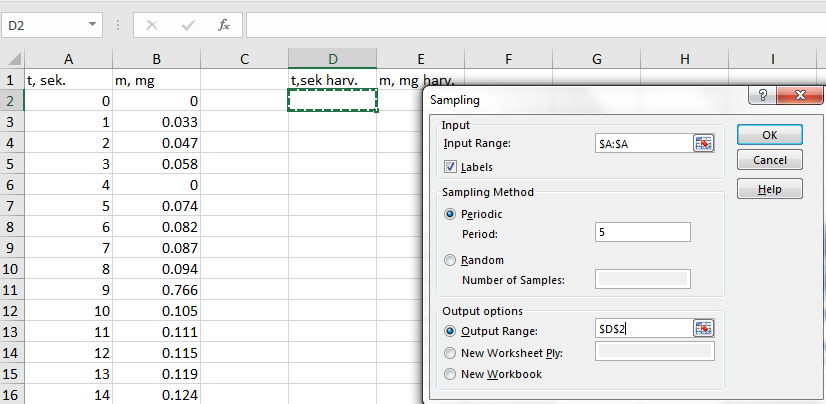 D2 fx
A B C D E F G H I
1 t, sek. m, mg t,sek harv. m, mg harv.
2 0 0
3 1 0.033
4 2 0.047
5 3 0.058
6 4 0
7 5 0.074
8 6 0.082
9 7 0.087
10 8 0.094
11 9 0.766
12 10 0.105
13 11 0.111
14 12 0.115
15 13 0.119
16 14 0.124
Sampling ? X
Input
Input Range: $A:$A
Labels
Sampling Method
Periodic
Period: 5
Random
Number of Samples:
Output options
Output Range: $D$2
New Worksheet Ply:
New Workbook
OK
Cancel
Help